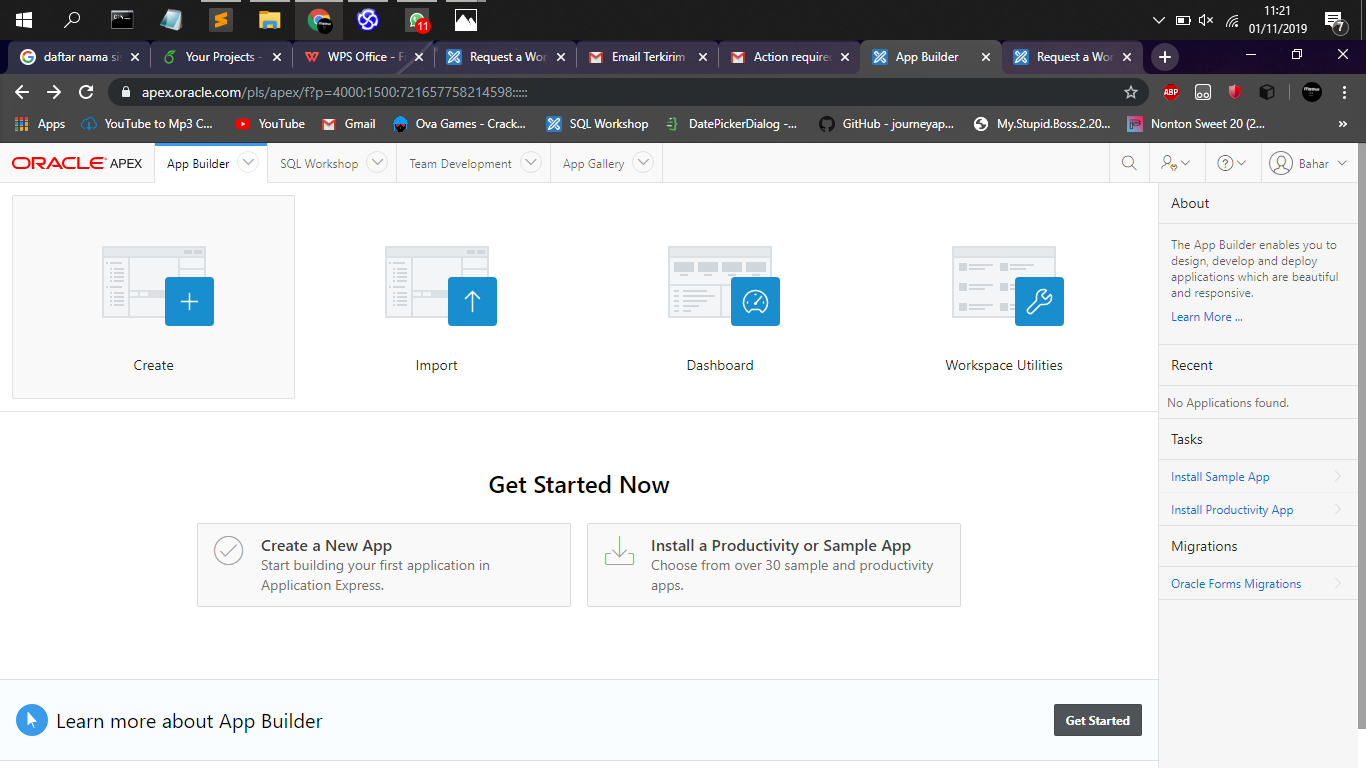 11
11:21
01/11/2019
7
daftar nama si
Your Projects -
WPS Office - F
Request a Wor
Email Terkirim
Action require
App Builder
Request a Wor
apex.oracle.com/pls/apex/f?p=4000:1500:721657758214598:::::
ABP
Apps
YouTube to Mp3 C...
YouTube
Gmail
Ova Games - Crack...
SQL Workshop
DatePickerDialog -...
GitHub - journeyap...
My.Stupid.Boss.2.20...
Nonton Sweet 20 (2...
»
ORACLE APEX
App Builder
SQL Workshop
Team Development
App Gallery
Bahar
Create
Import
Dashboard
Workspace Utilities
Get Started Now
Create a New App
Start building your first application in
Application Express.
Install a Productivity or Sample App
Choose from over 30 sample and productivity
apps.
Learn more about App Builder
Get Started
About
The App Builder enables you to
design, develop and deploy
applications which are beautiful
and responsive.
Learn More ...
Recent
No Applications found.
Tasks
Install Sample App
Install Productivity App
Migrations
Oracle Forms Migrations